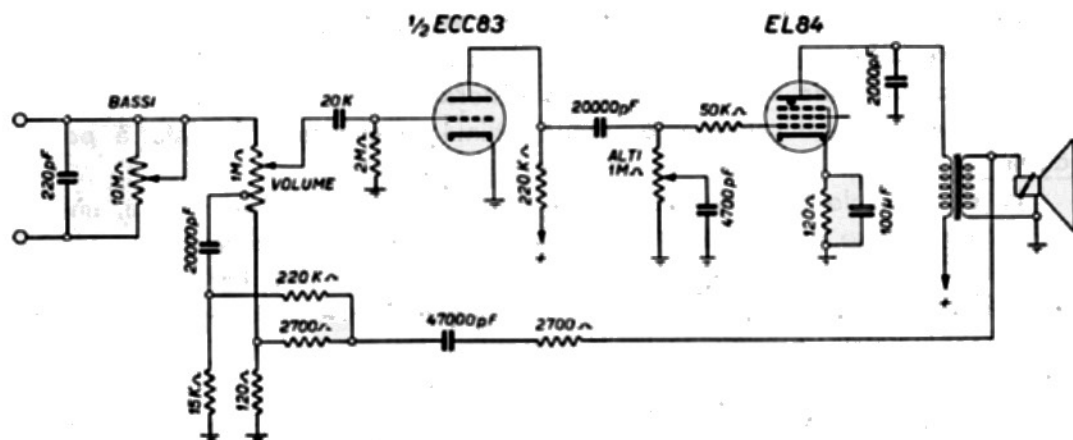 ½ ECC83
EL84
BASSI
20K
20000pF
2000pF
220pF
10MΩ
1MΩ
VOLUME
2MΩ
220KΩ
+
ALTI
1MΩ
50KΩ
4700pF
120Ω
100µF
20000pF
220KΩ
2700Ω
47000pF
2700Ω
+
15KΩ
120Ω